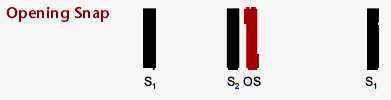 Opening Snap
S₁ S₂ OS S₁